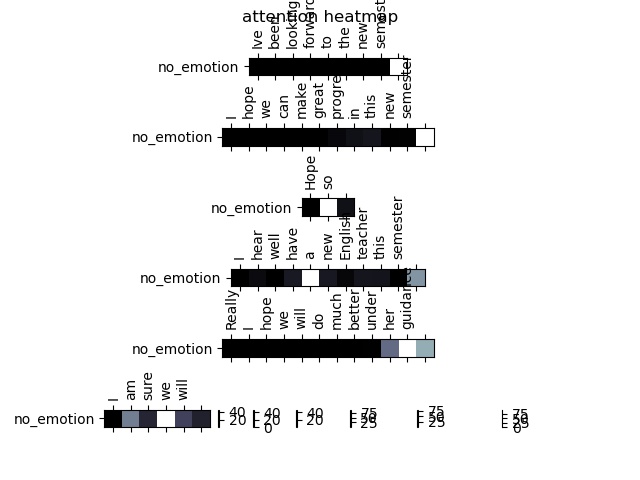 attention heatmap
Ive been looking forward to the new semester
no_emotion
I hope we can make great progre in this new semester
no_emotion
Hope so
no_emotion
I hear well have a new English teacher this semester
no_emotion
Really I hope we will do much better under her guidance
no_emotion
I am sure we will
no_emotion
40 20
40 20 0
40 20
75 50 25
75 50 25
75 50 25 0